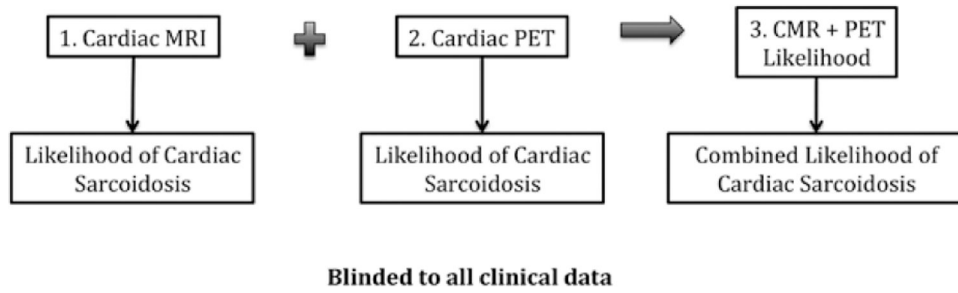 1. Cardiac MRI
2. Cardiac PET
3. CMR + PET
Likelihood
Likelihood of Cardiac
Sarcoidosis
Likelihood of Cardiac
Sarcoidosis
Combined Likelihood of
Cardiac Sarcoidosis
Blinded to all clinical data